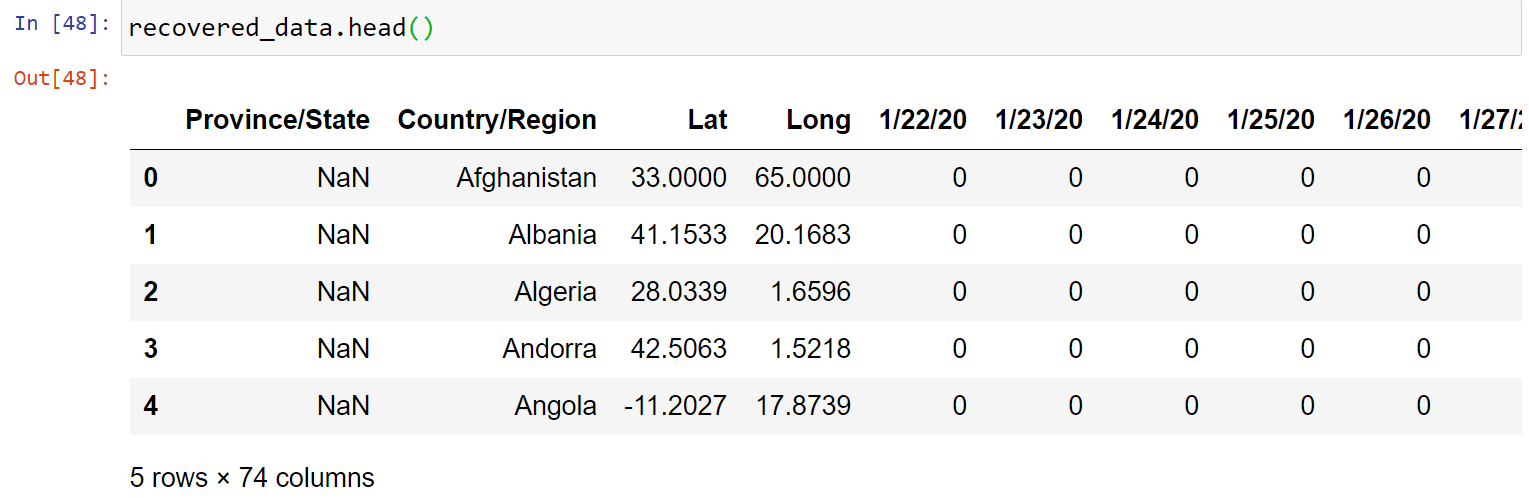 In [48]: recovered_data.head()
Out[48]:
Province/State Country/Region Lat Long 1/22/20 1/23/20 1/24/20 1/25/20 1/26/20 1/27/2
0 NaN Afghanistan 33.0000 65.0000 0 0 0 0 0
1 NaN Albania 41.1533 20.1683 0 0 0 0 0
2 NaN Algeria 28.0339 1.6596 0 0 0 0 0
3 NaN Andorra 42.5063 1.5218 0 0 0 0 0
4 NaN Angola -11.2027 17.8739 0 0 0 0 0
5 rows × 74 columns